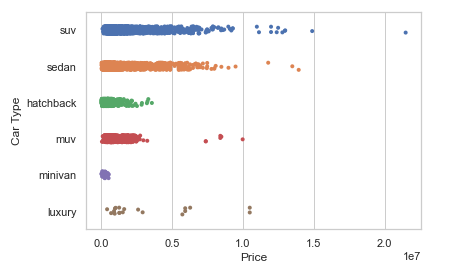 suv
sedan
hatchback
muv
minivan
luxury
Car Type
0.0 0.5 1.0 1.5 2.0
1e7
Price